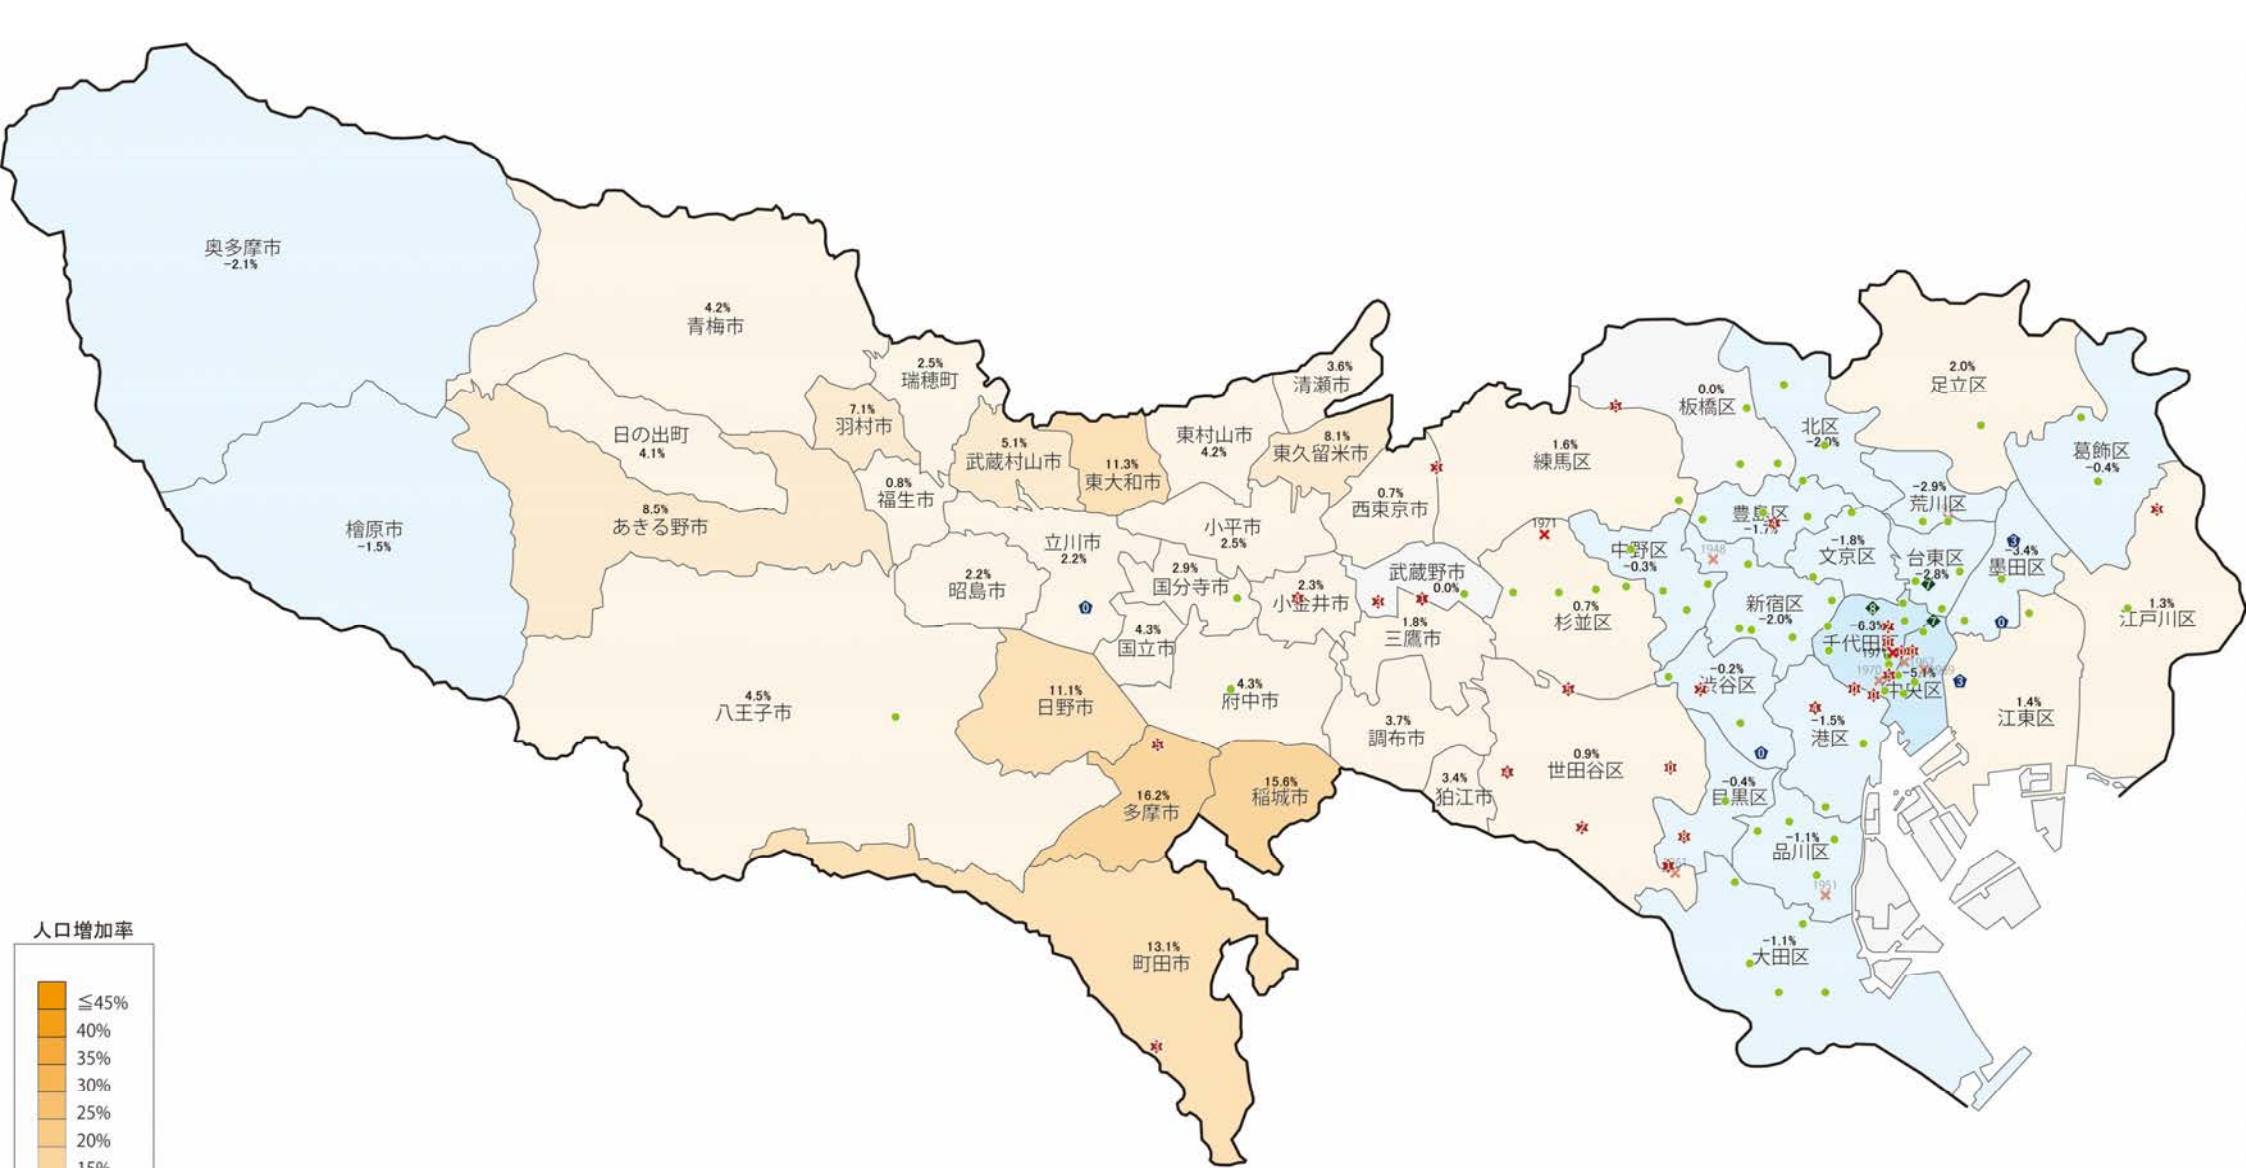 奥多摩市
-2.1%
4.2%
青梅市
2.5%
瑞穂町
3.6%
清瀬市
7.1%
羽村市
日の出町
4.1%
5.1%
武蔵村山市
11.3%
東大和市
東村山市
4.2%
8.1%
東久留米市
0.8%
福生市
8.5%
あきる野市
檜原市
-1.5%
0.7%
西東京市
小平市
2.5%
立川市
2.2%
2.2%
昭島市
2.9%
国分寺市
2.3%
小金井市
武蔵野市
0.0%
1.8%
三鷹市
4.3%
国立市
4.5%
八王子市
11.1%
日野市
4.3%
府中市
3.7%
調布市
3.4%
狛江市
16.2%
多摩市
15.6%
稲城市
13.1%
町田市
1.6%
練馬区
0.0%
板橋区
北区
-2.0%
2.0%
足立区
葛飾区
-0.4%
-2.9%
荒川区
豊島区
-1.7%
1971
中野区
-0.3%
1948
-1.8%
文京区
台東区
-2.8%
-3.4%
墨田区
0.7%
杉並区
新宿区
-2.0%
-6.3%
千代田区
1970
-5.1%
中央区
1.3%
江戸川区
-0.2%
渋谷区
-1.5%
港区
1.4%
江東区
0.9%
世田谷区
-0.4%
目黒区
-1.1%
品川区
1951
-1.1%
大田区
人口増加率
≦45%
40%
35%
30%
25%
20%
15%